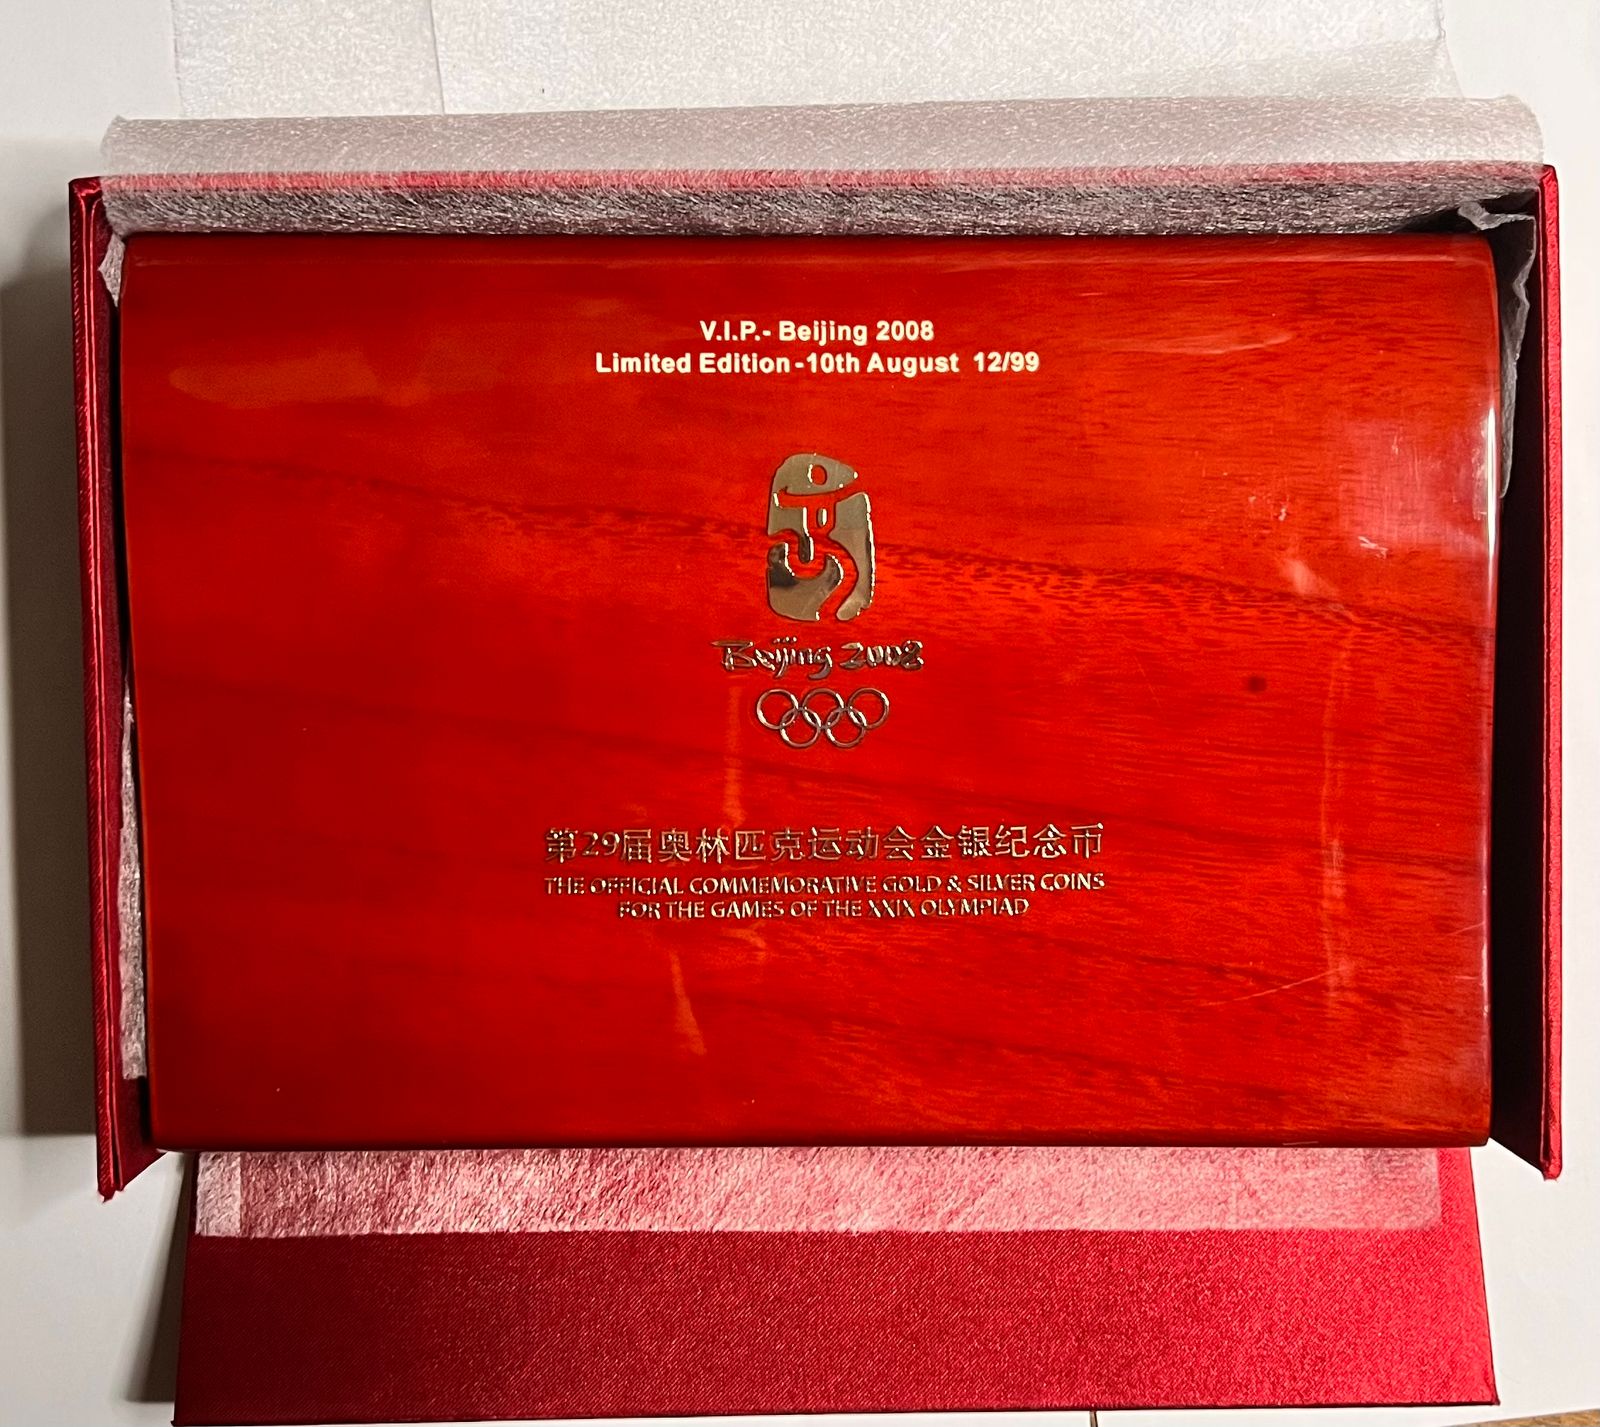 V.I.P.- Beijing 2008
Limited Edition-10th August 12/99
Beijing 2008
第29届奥林匹克运动会金银纪念币
THE OFFICIAL COMMEMORATIVE GOLD & SILVER COINS
FOR THE GAMES OF THE XXIX OLYMPIAD